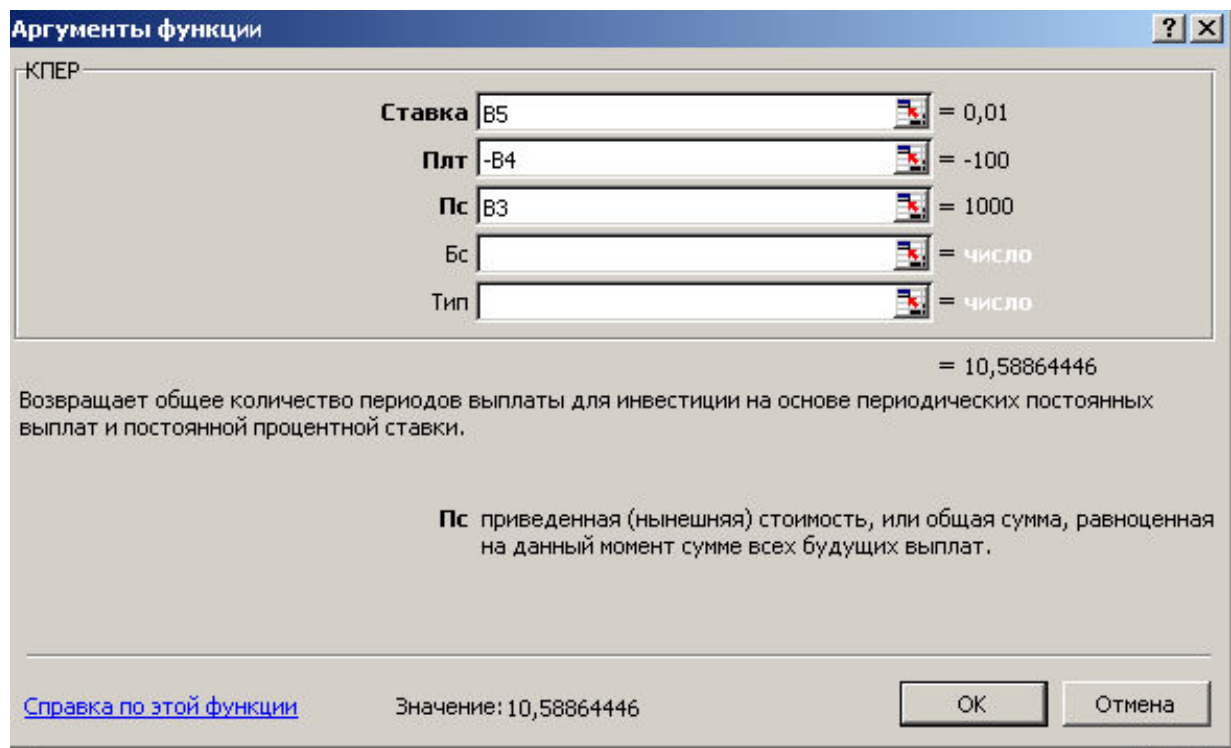 Аргументы функции
КПЕР
Ставка B5 = 0,01
Плт -B4 = -100
Пс B3 = 1000
Бс = число
Тип = число
= 10,58864446
Возвращает общее количество периодов выплаты для инвестиции на основе периодических постоянных
выплат и постоянной процентной ставки.
Пс приведенная (нынешняя) стоимость, или общая сумма, равноценная
на данный момент сумме всех будущих выплат.
Справка по этой функции Значение: 10,58864446 OK Отмена